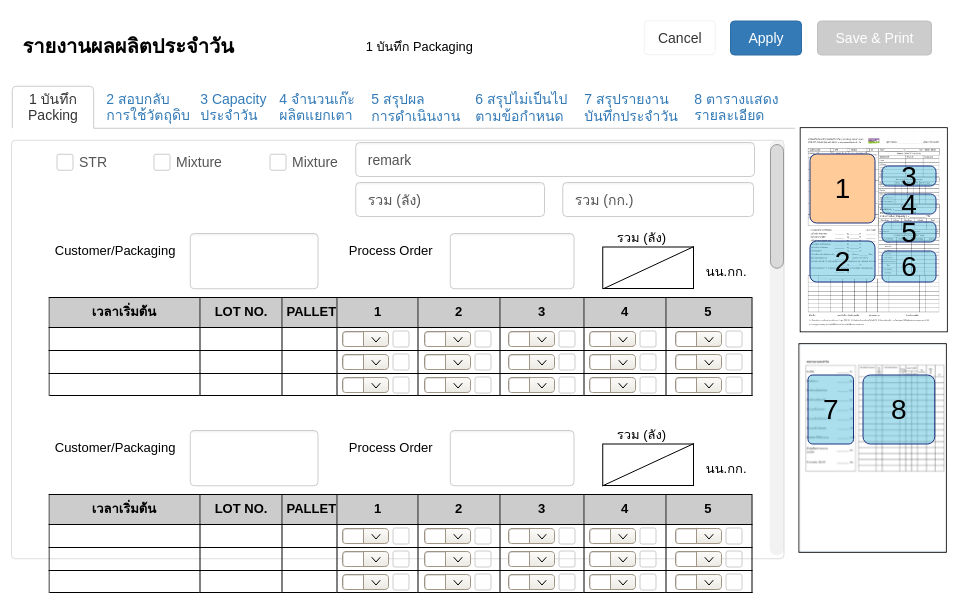 รายงานผลผลิตประจำวัน
1 บันทึก Packaging
Cancel
Apply
Save & Print
1 บันทึก
Packing
2 สอบกลับ
การใช้วัตถุดิบ
3 Capacity
ประจำวัน
4 จำนวนเก๊ะ
ผลิตแยกเตา
5 สรุปผล
การดำเนินงาน
6 สรุปไม่เป็นไป
ตามข้อกำหนด
7 สรุปรายงาน
บันทึกประจำวัน
8 ตารางแสดง
รายละเอียด
STR
Mixture
Mixture
remark
รวม (ลัง)
รวม (กก.)
Customer/Packaging
Process Order
รวม (ลัง)
นน.กก.
เวลาเริ่มต้น LOT NO. PALLET 1 2 3 4 5
Customer/Packaging
Process Order
รวม (ลัง)
นน.กก.
เวลาเริ่มต้น LOT NO. PALLET 1 2 3 4 5
1
2
3
4
5
6
7
8